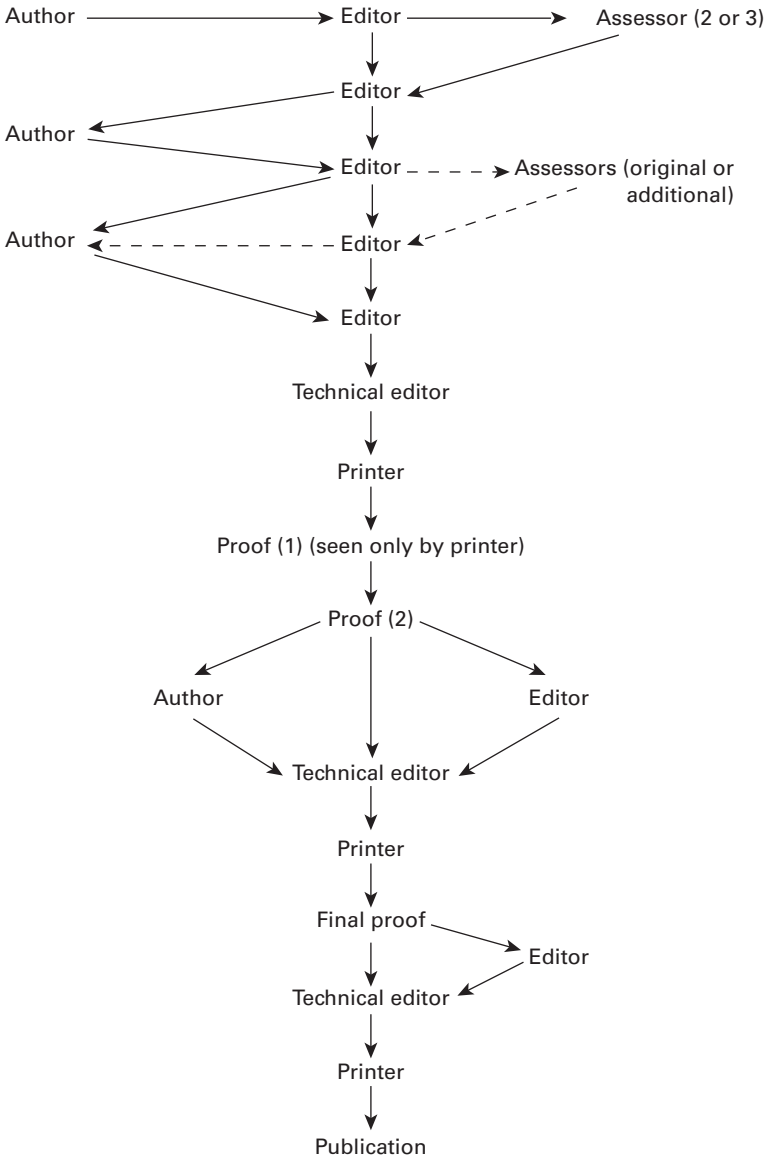 Author
Editor
Assessor (2 or 3)
Editor
Author
Editor
Assessors (original or
additional)
Author
Editor
Editor
Technical editor
Printer
Proof (1) (seen only by printer)
Proof (2)
Author
Editor
Technical editor
Printer
Final proof
Editor
Technical editor
Printer
Publication